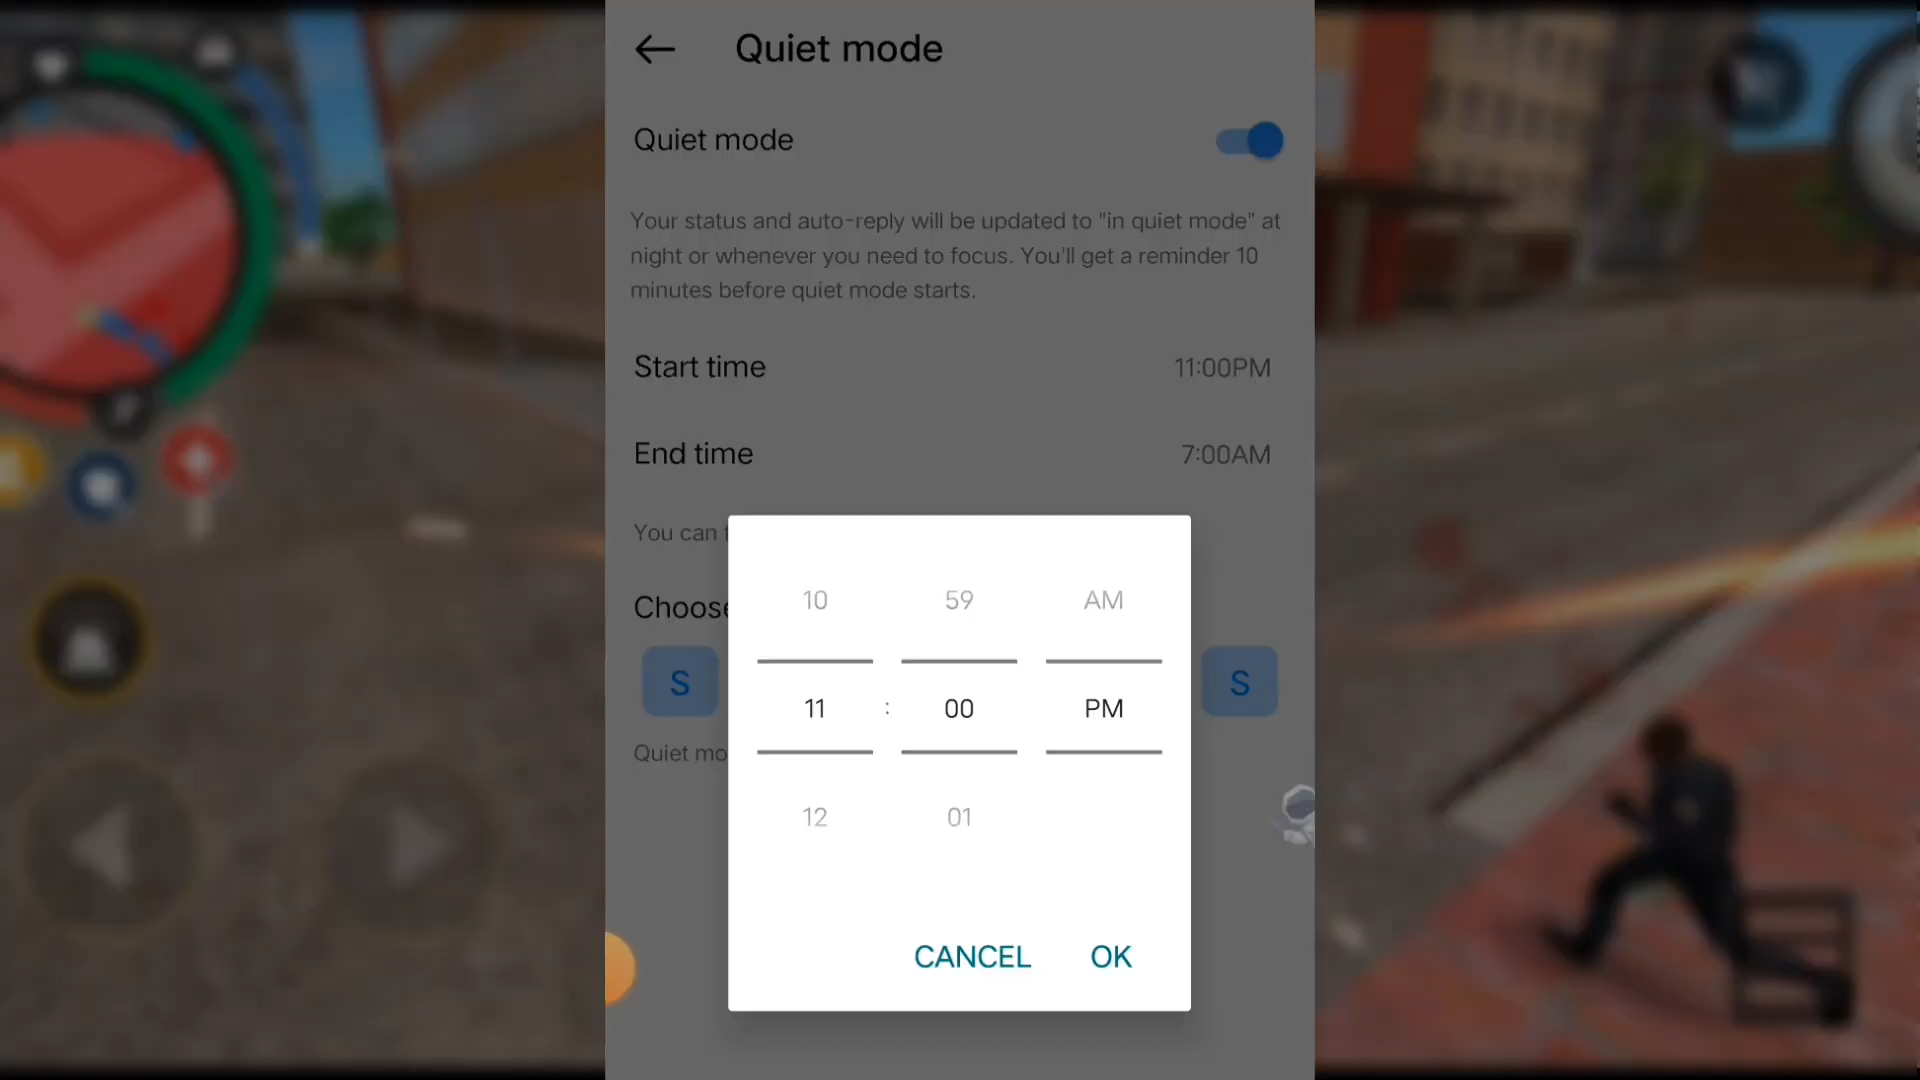 Quiet mode
Quiet mode
Your status and auto-reply will be updated to "in quiet mode" at
night or whenever you need to focus. You'll get a reminder 10
minutes before quiet mode starts.
Start time 11:00PM
End time 7:00AM
You can
Choose
10 59 AM
S S
11 : 00 PM
Quiet mo
12 01
CANCEL OK